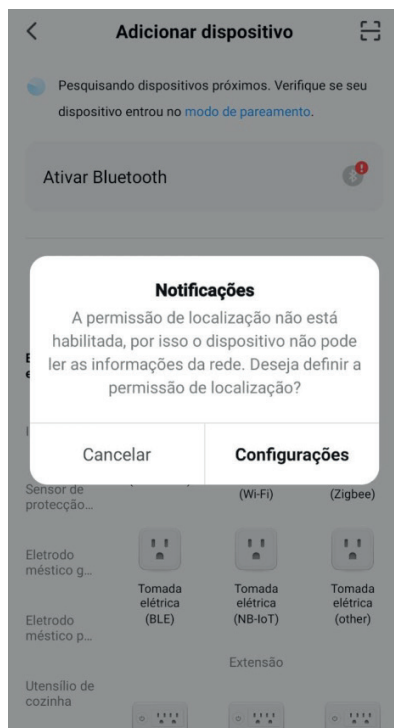 Adicionar dispositivo
Pesquisando dispositivos próximos. Verifique se seu
dispositivo entrou no modo de pareamento.
Ativar Bluetooth
Notificações
A permissão de localização não está
habilitada, por isso o dispositivo não pode
ler as informações da rede. Deseja definir a
permissão de localização?
Cancelar
Configurações
Sensor de
protecção...
(Wi-Fi)
(Zigbee)
Eletrodo
méstico g...
Tomada
elétrica
(BLE)
Tomada
elétrica
(NB-IoT)
Tomada
elétrica
(other)
Eletrodo
méstico p...
Extensão
Utensílio de
cozinha